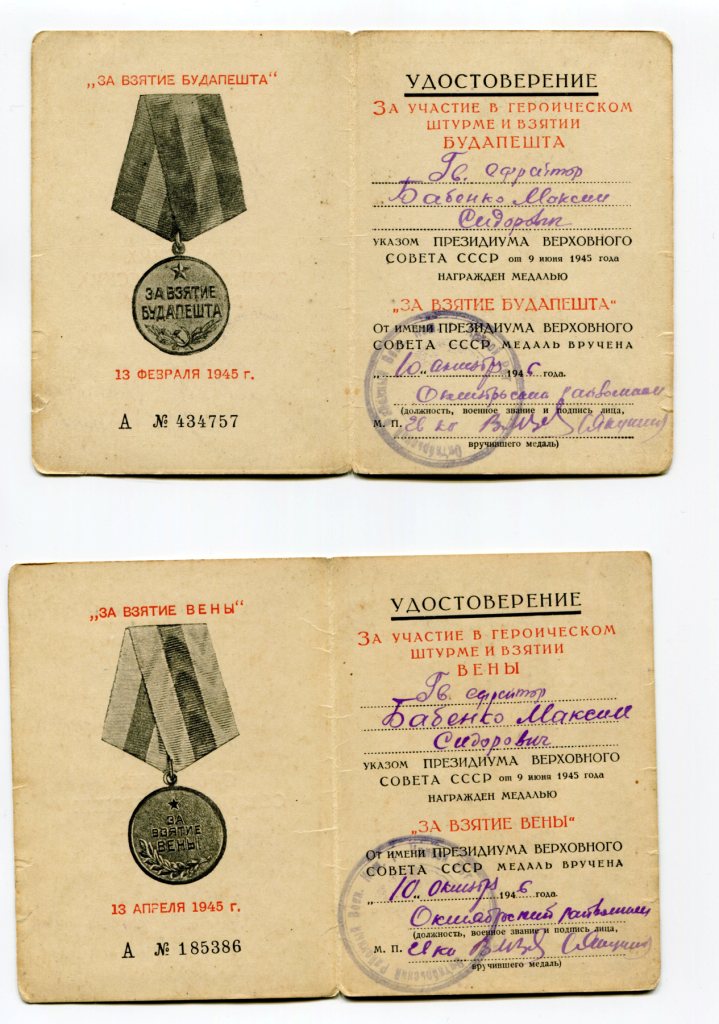 „ЗА ВЗЯТИЕ БУДАПЕШТА“
ЗА ВЗЯТИЕ
БУДАПЕШТА
13 ФЕВРАЛЯ 1945 г.
А № 434757
УДОСТОВЕРЕНИЕ
ЗА УЧАСТИЕ В ГЕРОИЧЕСКОМ
ШТУРМЕ И ВЗЯТИИ
БУДАПЕШТА
Гв. ефрейтор
Бабенко Максим
Сидорович
УКАЗОМ ПРЕЗИДИУМА ВЕРХОВНОГО
СОВЕТА СССР от 9 июня 1945 года
НАГРАЖДЕН МЕДАЛЬЮ
„ЗА ВЗЯТИЕ БУДАПЕШТА“
От имени ПРЕЗИДИУМА ВЕРХОВНОГО
СОВЕТА СССР МЕДАЛЬ ВРУЧЕНА
„10“ октября 1946 года.
Октябрьский райвоенком
(должность, военное звание и подпись лица,
М. П.
вручившего медаль)
„ЗА ВЗЯТИЕ ВЕНЫ“
ЗА
ВЗЯТИЕ
ВЕНЫ
13 АПРЕЛЯ 1945 г.
А № 185386
УДОСТОВЕРЕНИЕ
ЗА УЧАСТИЕ В ГЕРОИЧЕСКОМ
ШТУРМЕ И ВЗЯТИИ
ВЕНЫ
Гв. ефрейтор
Бабенко Максим
Сидорович
УКАЗОМ ПРЕЗИДИУМА ВЕРХОВНОГО
СОВЕТА СССР от 9 июня 1945 года
НАГРАЖДЕН МЕДАЛЬЮ
„ЗА ВЗЯТИЕ ВЕНЫ“
От имени ПРЕЗИДИУМА ВЕРХОВНОГО
СОВЕТА СССР МЕДАЛЬ ВРУЧЕНА
„10“ октября 1946 года.
Октябрьский райвоенком
(должность, военное звание и подпись лица,
М. П.
вручившего медаль)